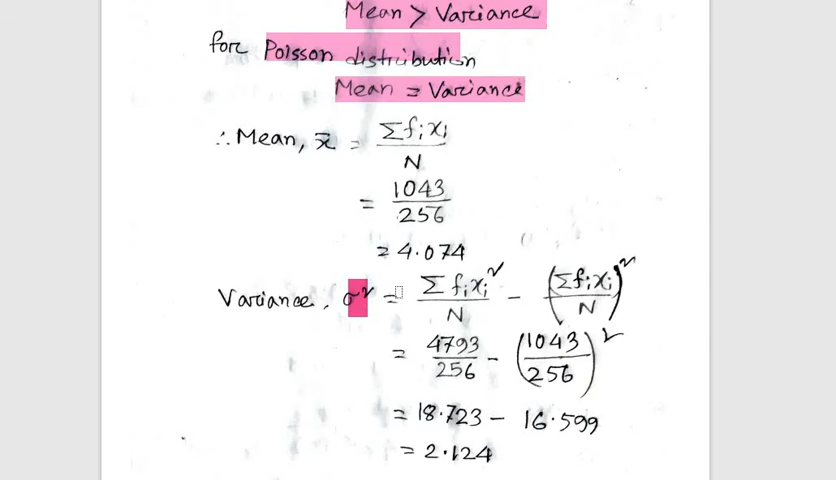 Mean > Variance
for Poisson distribution
Mean = Variance
∴ Mean, x̄ = Σfixi / N
= 1043 / 256
= 4.074
Variance, σ² = Σfixi² / N - (Σfixi / N)²
= 4793 / 256 - (1043 / 256)²
= 18.723 - 16.599
= 2.124